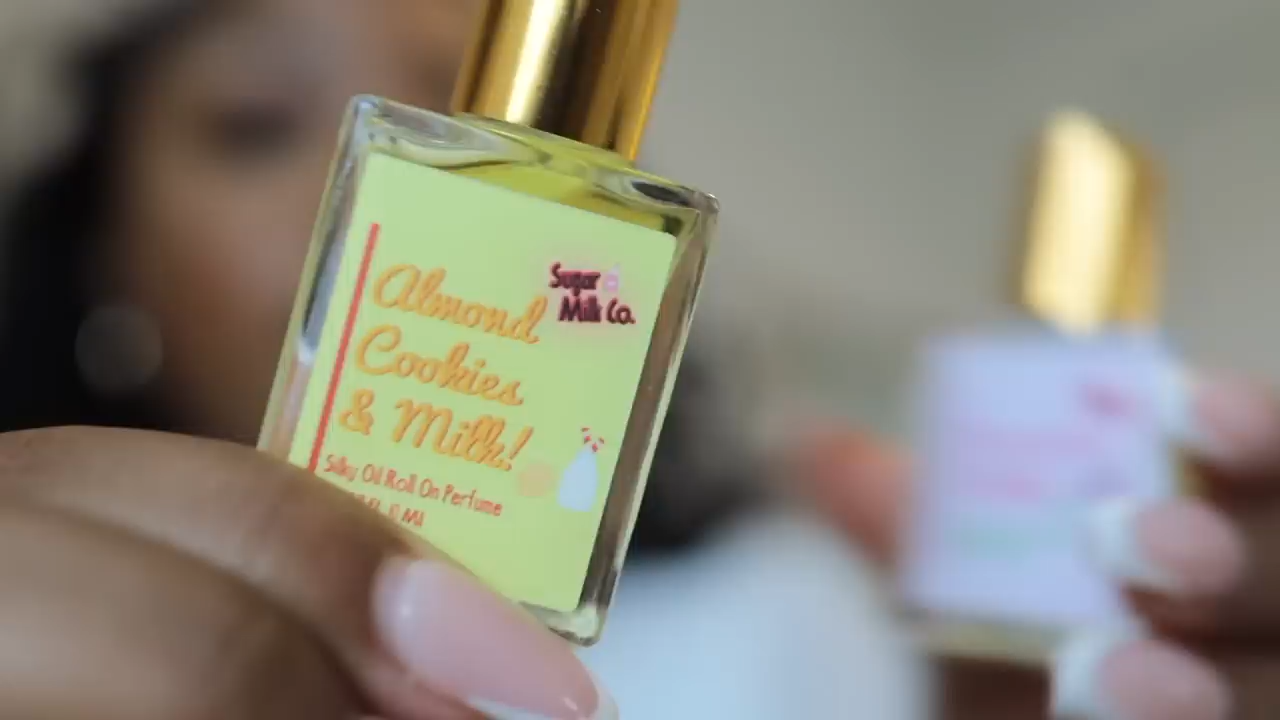 Sugar
Milk Co.
Almond
Cookies
& Milk!
Silky Oil Roll On Perfume